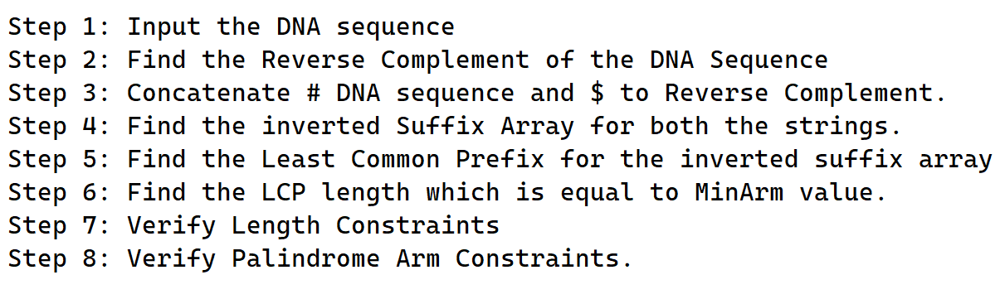 Step 1: Input the DNA sequence
Step 2: Find the Reverse Complement of the DNA Sequence
Step 3: Concatenate # DNA sequence and $ to Reverse Complement.
Step 4: Find the inverted Suffix Array for both the strings.
Step 5: Find the Least Common Prefix for the inverted suffix array
Step 6: Find the LCP length which is equal to MinArm value.
Step 7: Verify Length Constraints
Step 8: Verify Palindrome Arm Constraints.